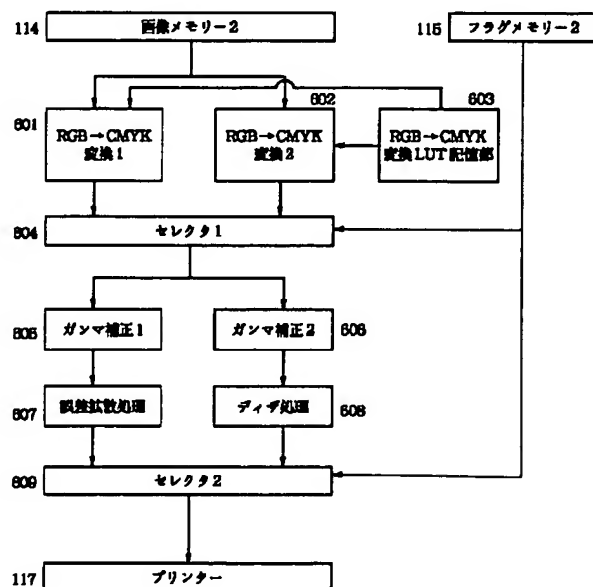 114 画像メモリー2
115 フラグメモリー2
602
603
601
RGB→CMYK
変換1
RGB→CMYK
変換2
RGB→CMYK
変換LUT記憶部
604 セレクタ1
605 ガンマ補正1
ガンマ補正2 606
607 誤差拡散処理
ディザ処理 608
609 セレクタ2
117 プリンター